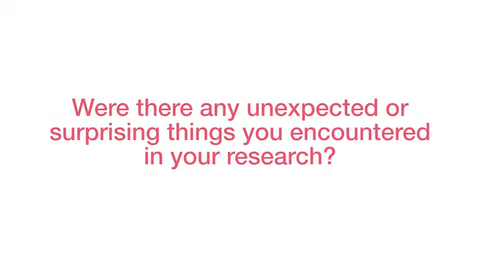 Were there any unexpected or
surprising things you encountered
in your research?